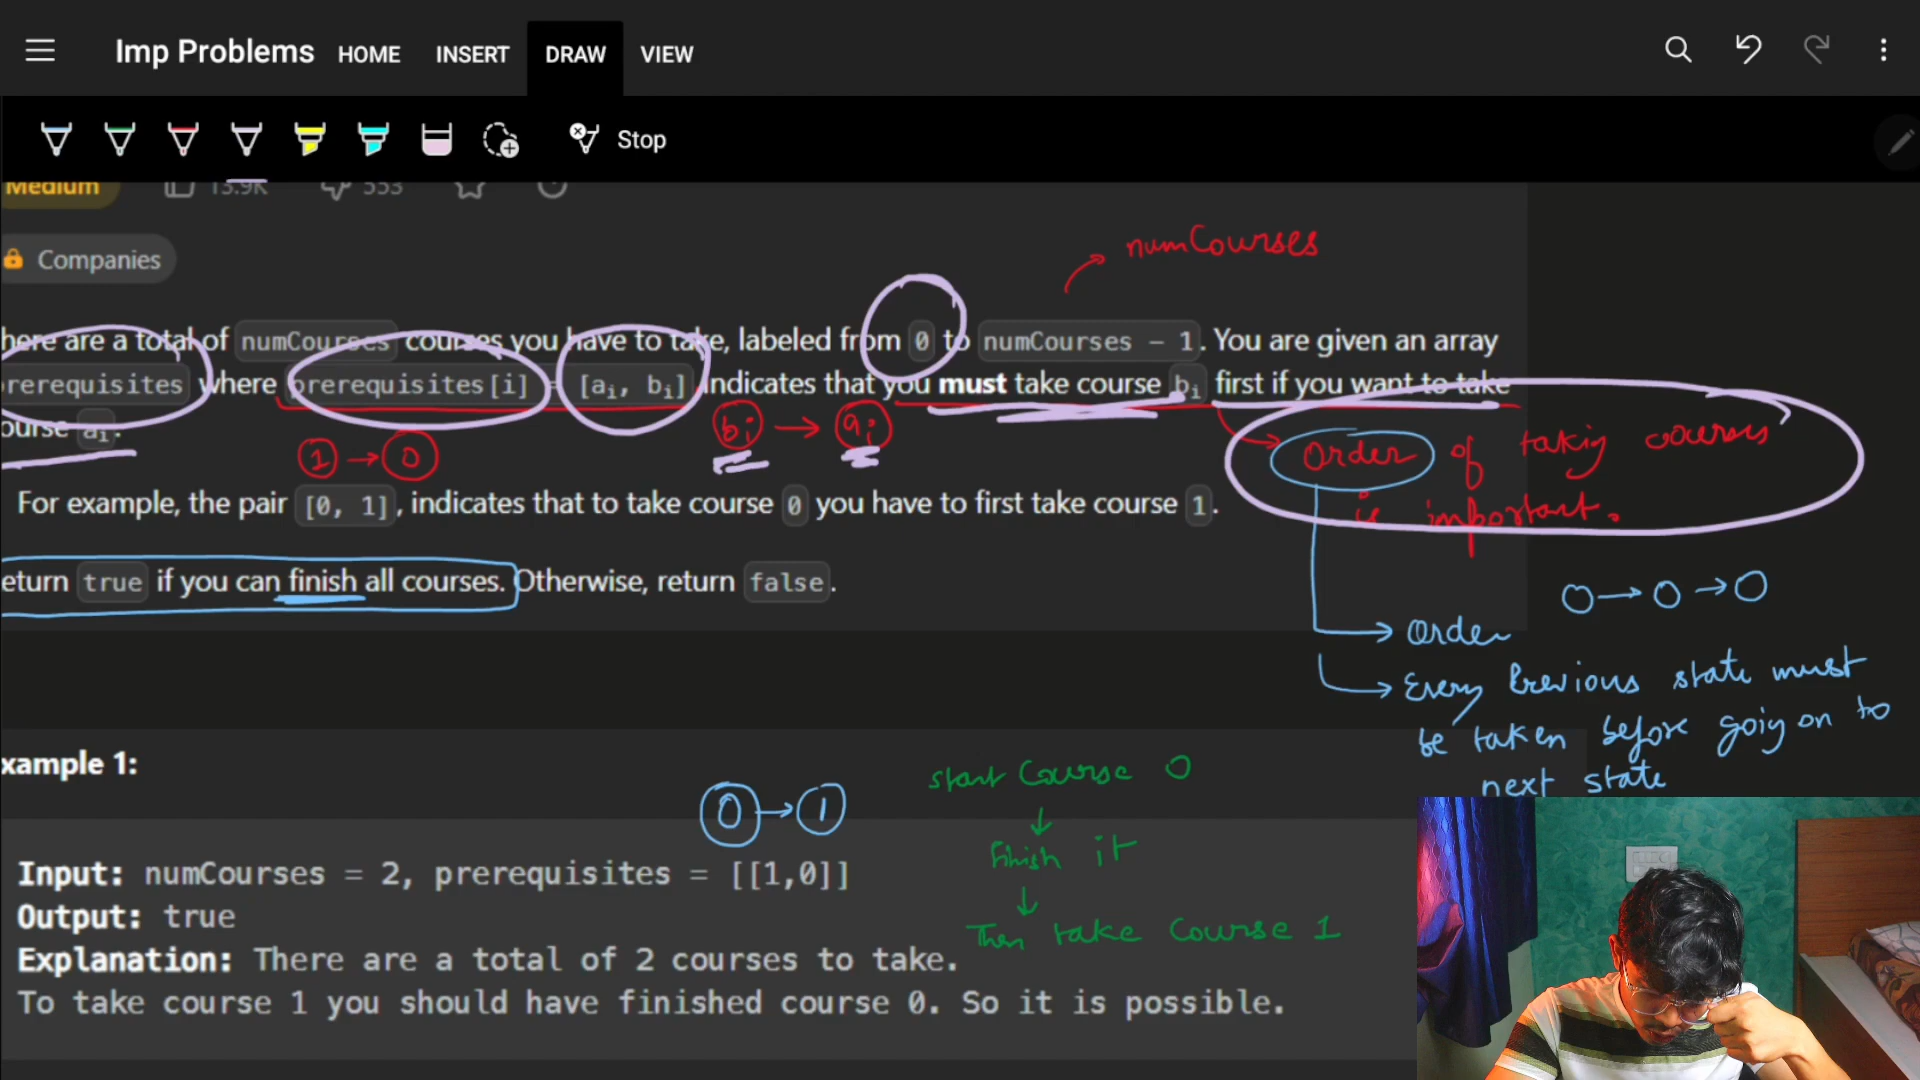 Imp Problems HOME INSERT DRAW VIEW
Stop
Medium 13.9K 553
Companies
numCourses
here are a total of numCourses courses you have to take, labeled from 0 to numCourses - 1. You are given an array
rerequisites where prerequisites[i] = [ai, bi] indicates that you must take course bi first if you want to take
ourse ai.
bi → ai
1 → 0
Order of taking courses
is important.
For example, the pair [0, 1], indicates that to take course 0 you have to first take course 1.
eturn true if you can finish all courses. Otherwise, return false.
O → O → O
Order
Every Previous state must
be taken before goiy on to
next state
xample 1:
0 → 1
start Course 0
↓
finish it
↓
Then take Course 1
Input: numCourses = 2, prerequisites = [[1,0]]
Output: true
Explanation: There are a total of 2 courses to take.
To take course 1 you should have finished course 0. So it is possible.